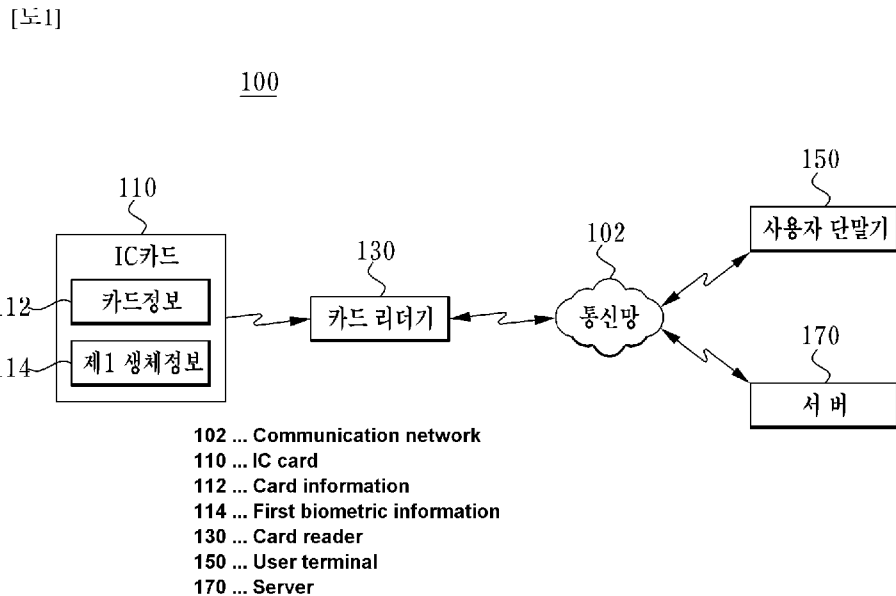 [도1]
100
150
110
사용자 단말기
102
IC카드
130
112
카드정보
카드 리더기
통신망
170
114
제1 생체정보
서 버
102 ... Communication network
110 ... IC card
112 ... Card information
114 ... First biometric information
130 ... Card reader
150 ... User terminal
170 ... Server